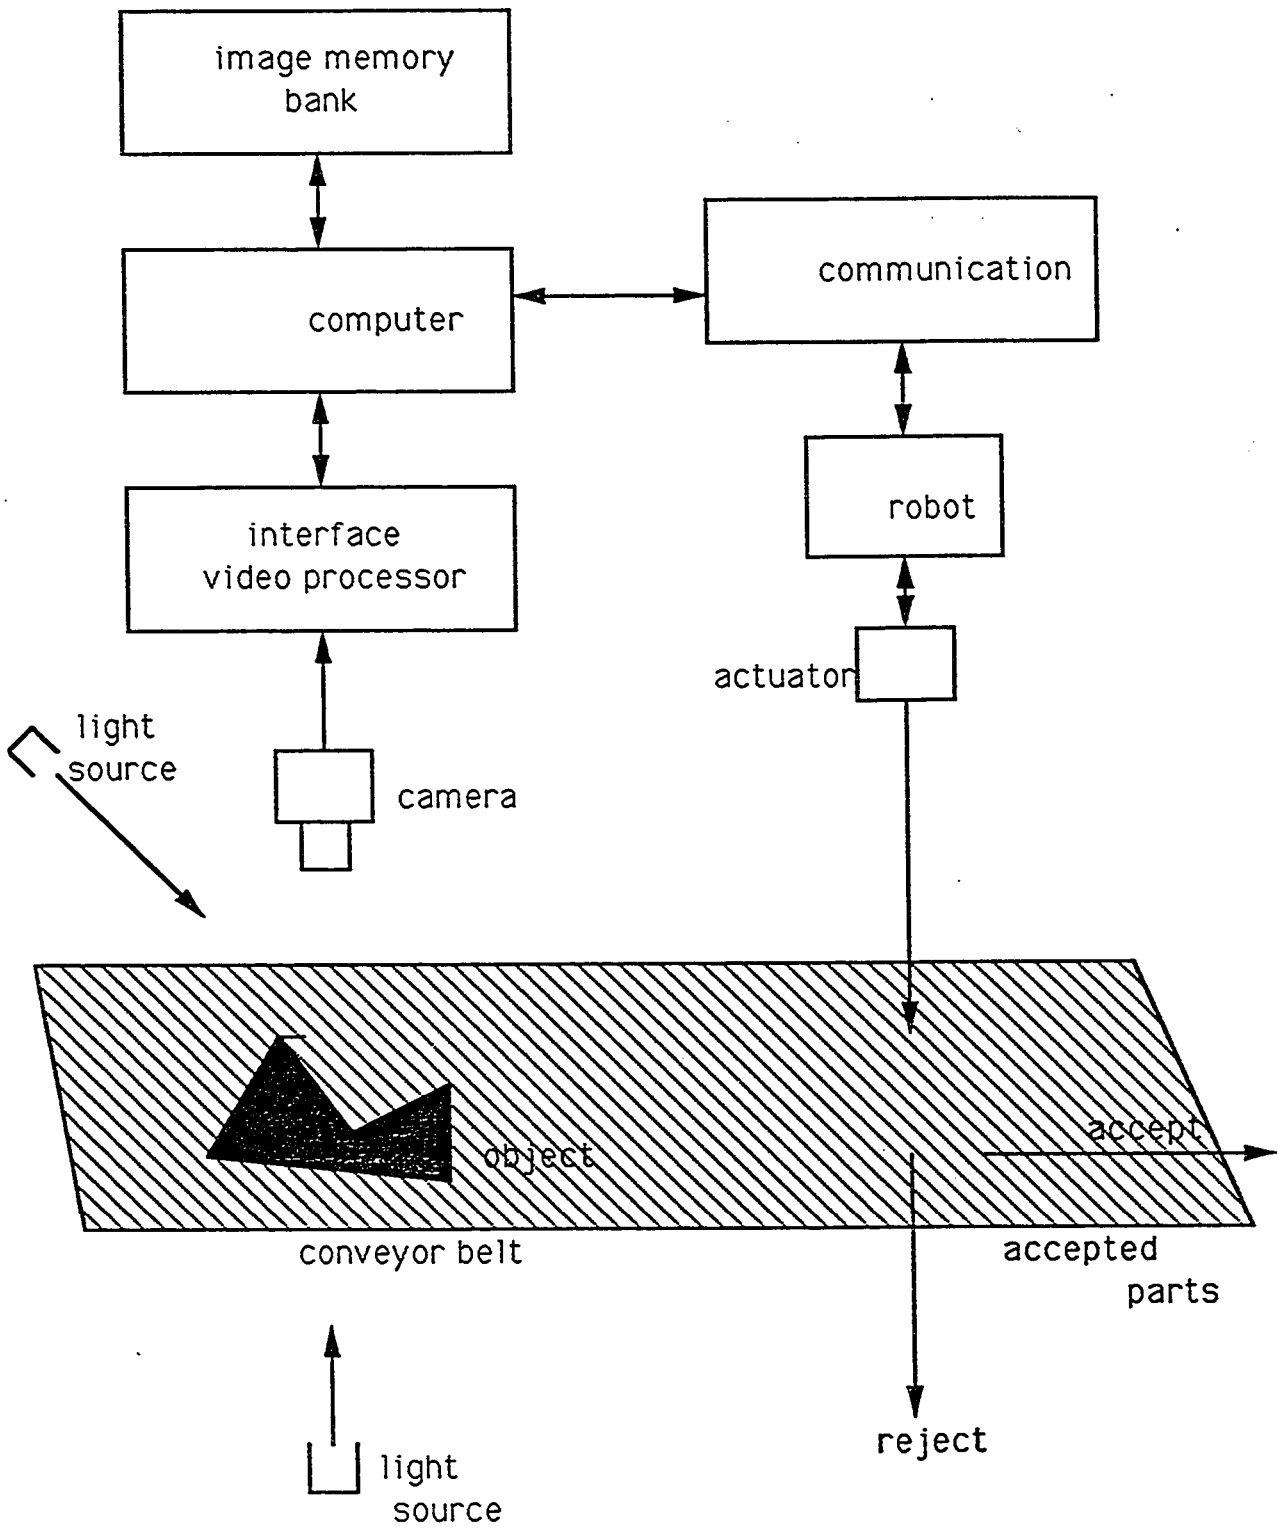 image memory
bank
communication
computer
robot
interface
video processor
actuator
light
source
camera
accept
object
conveyor belt
accepted
parts
reject
light
source